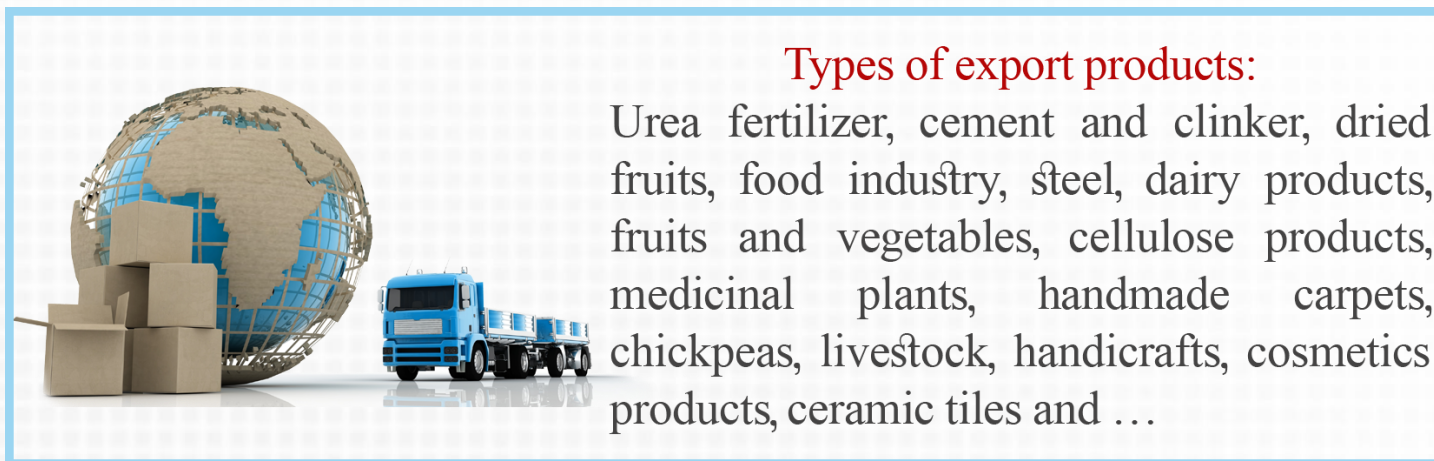 Types of export products:
Urea fertilizer, cement and clinker, dried
fruits, food industry, steel, dairy products,
fruits and vegetables, cellulose products,
medicinal plants, handmade carpets,
chickpeas, livestock, handicrafts, cosmetics
products, ceramic tiles and …